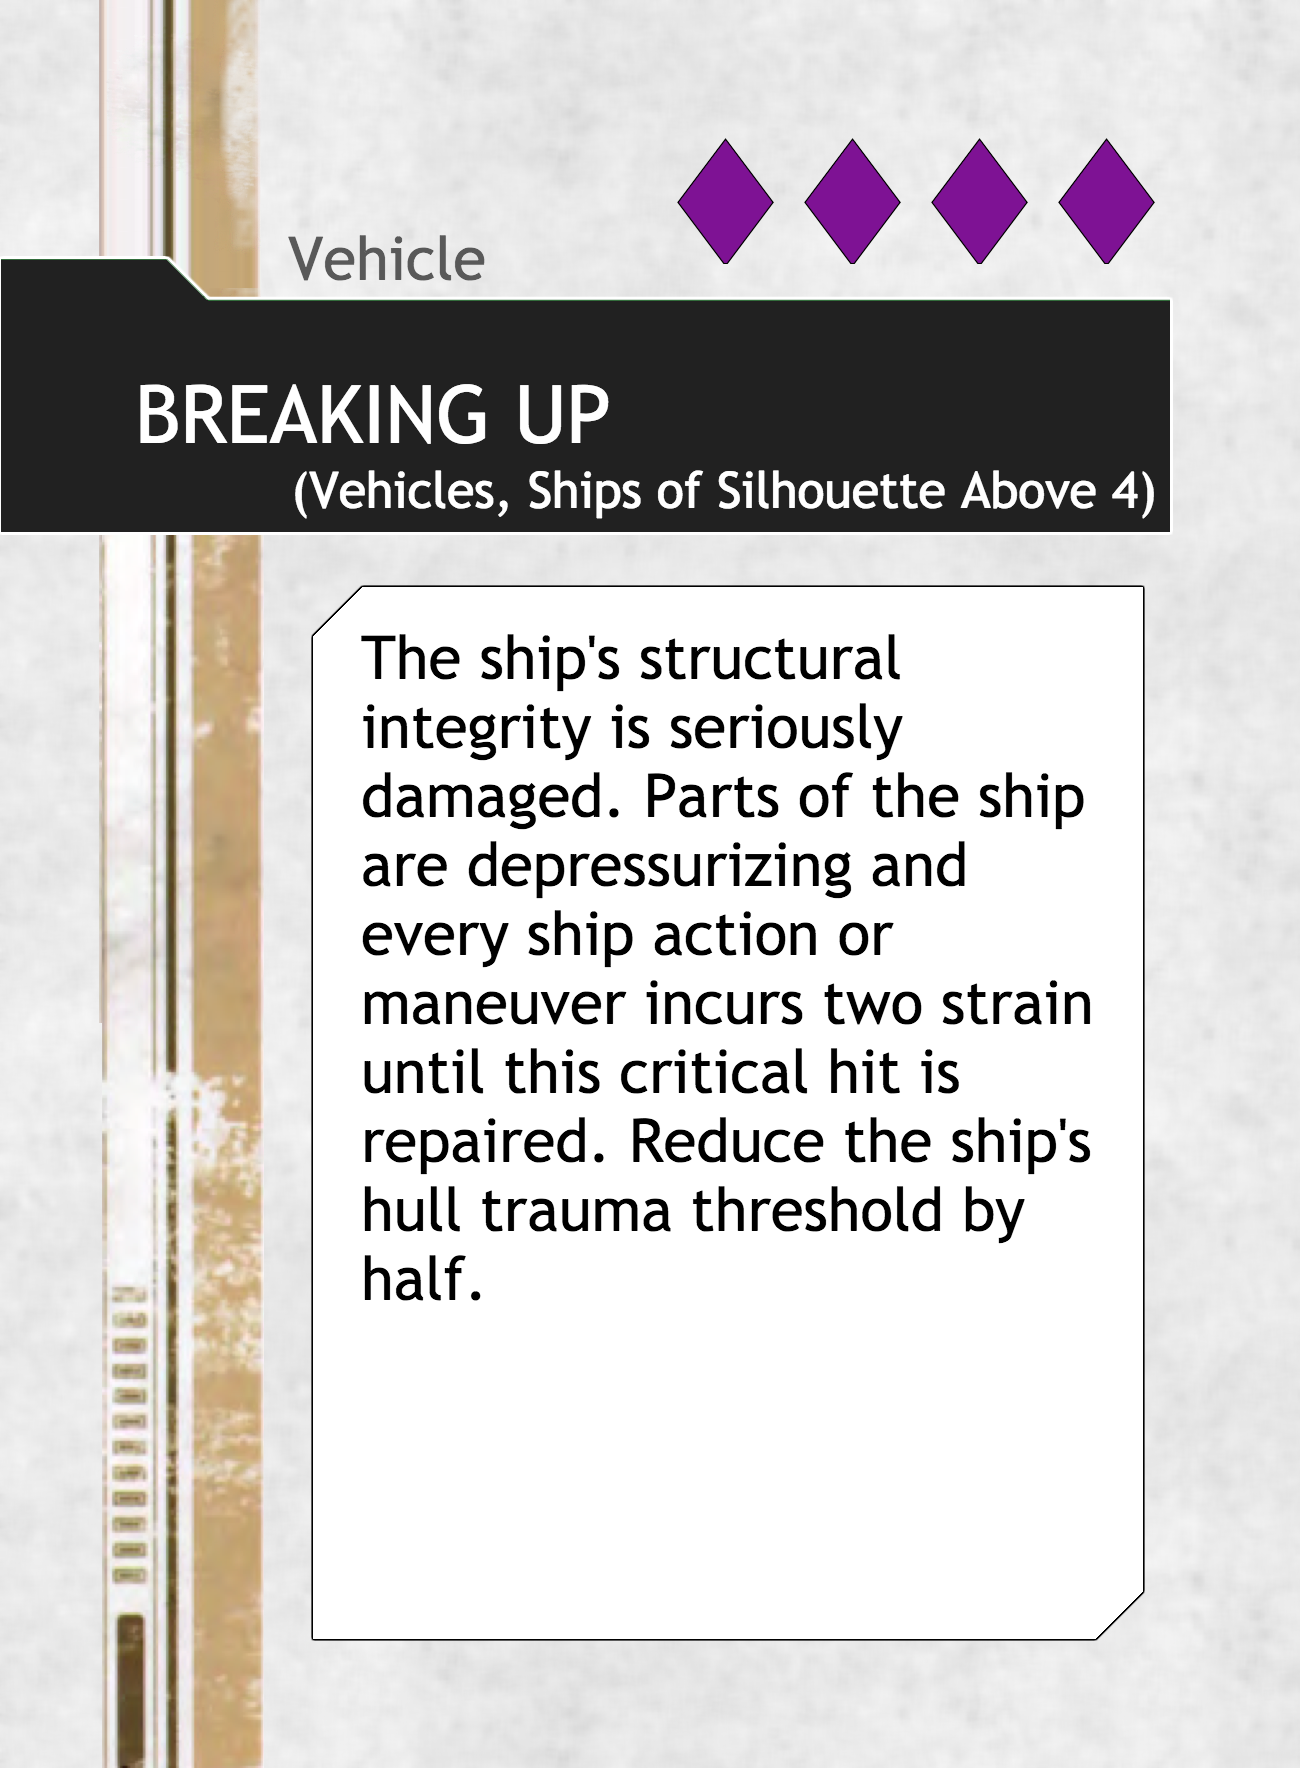 Vehicle
BREAKING UP
(Vehicles, Ships of Silhouette Above 4)
The ship's structural
integrity is seriously
damaged. Parts of the ship
are depressurizing and
every ship action or
maneuver incurs two strain
until this critical hit is
repaired. Reduce the ship's
hull trauma threshold by
half.